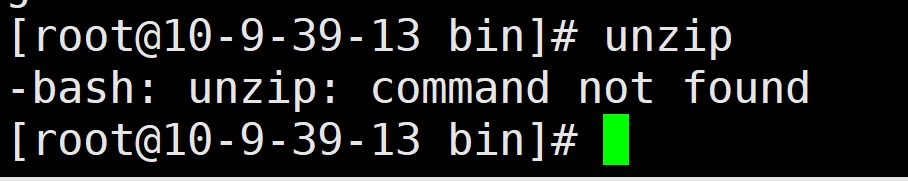 [root@10-9-39-13 bin]# unzip
-bash: unzip: command not found
[root@10-9-39-13 bin]#